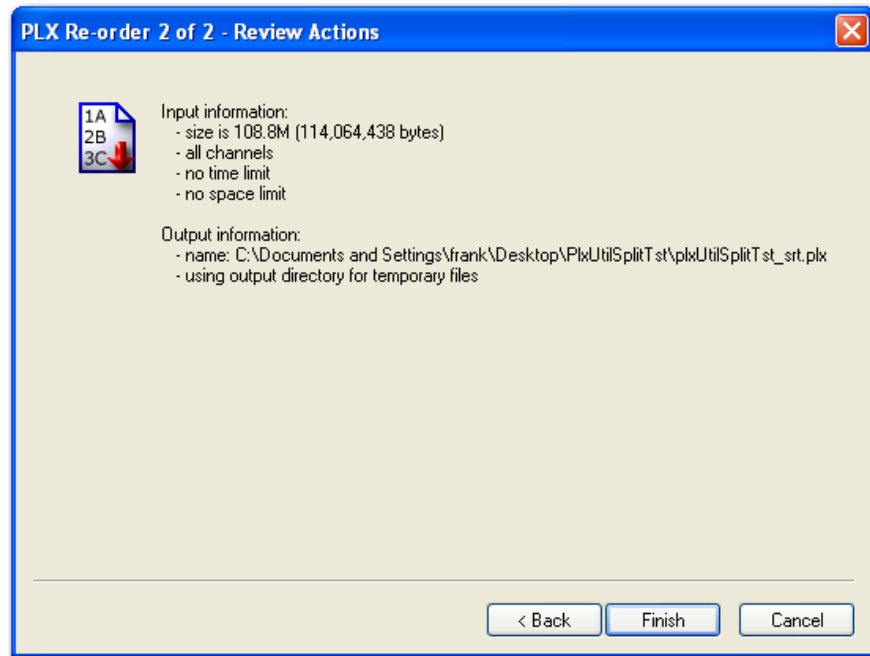 PLX Re-order 2 of 2 - Review Actions
1A
2B
3C
Input information:
- size is 108.8M (114,064,438 bytes)
- all channels
- no time limit
- no space limit
Output information:
- name: C:\Documents and Settings\frank\Desktop\PlxUtilSplitTst\plxUtilSplitTst_srt.plx
- using output directory for temporary files
< Back Finish Cancel